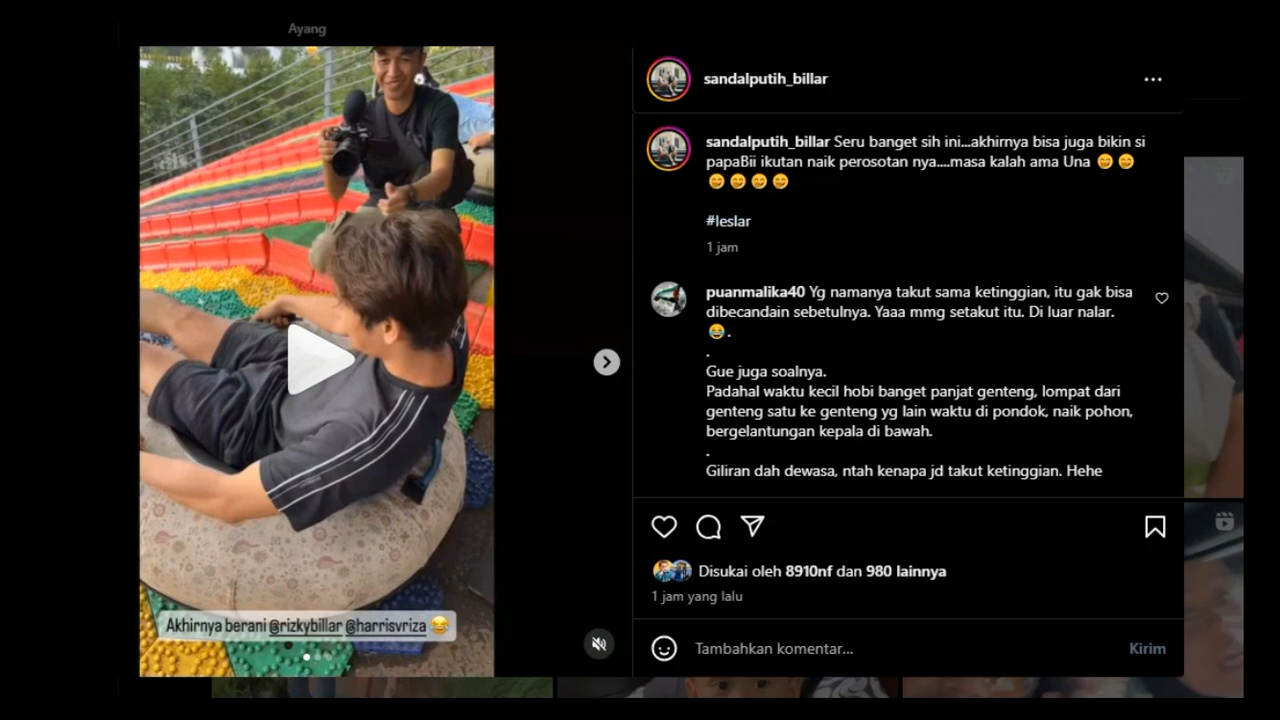 Ayang
sandalputih_billar
sandalputih_billar Seru banget sih ini...akhirnya bisa juga bikin si
papaBii ikutan naik perosotan nya....masa kalah ama Una 😁😁
😁😁😁😁
#leslar
1 jam
puanmalika40 Yg namanya takut sama ketinggian, itu gak bisa
dibecandain sebetulnya. Yaaa mmg setakut itu. Di luar nalar.
😂.
.
Gue juga soalnya.
Padahal waktu kecil hobi banget panjat genteng, lompat dari
genteng satu ke genteng yg lain waktu di pondok, naik pohon,
bergelantungan kepala di bawah.
.
Giliran dah dewasa, ntah kenapa jd takut ketinggian. Hehe
Disukai oleh 8910nf dan 980 lainnya
1 jam yang lalu
Akhirnya berani @rizkybillar @harrisvriza 😂
Tambahkan komentar...
Kirim